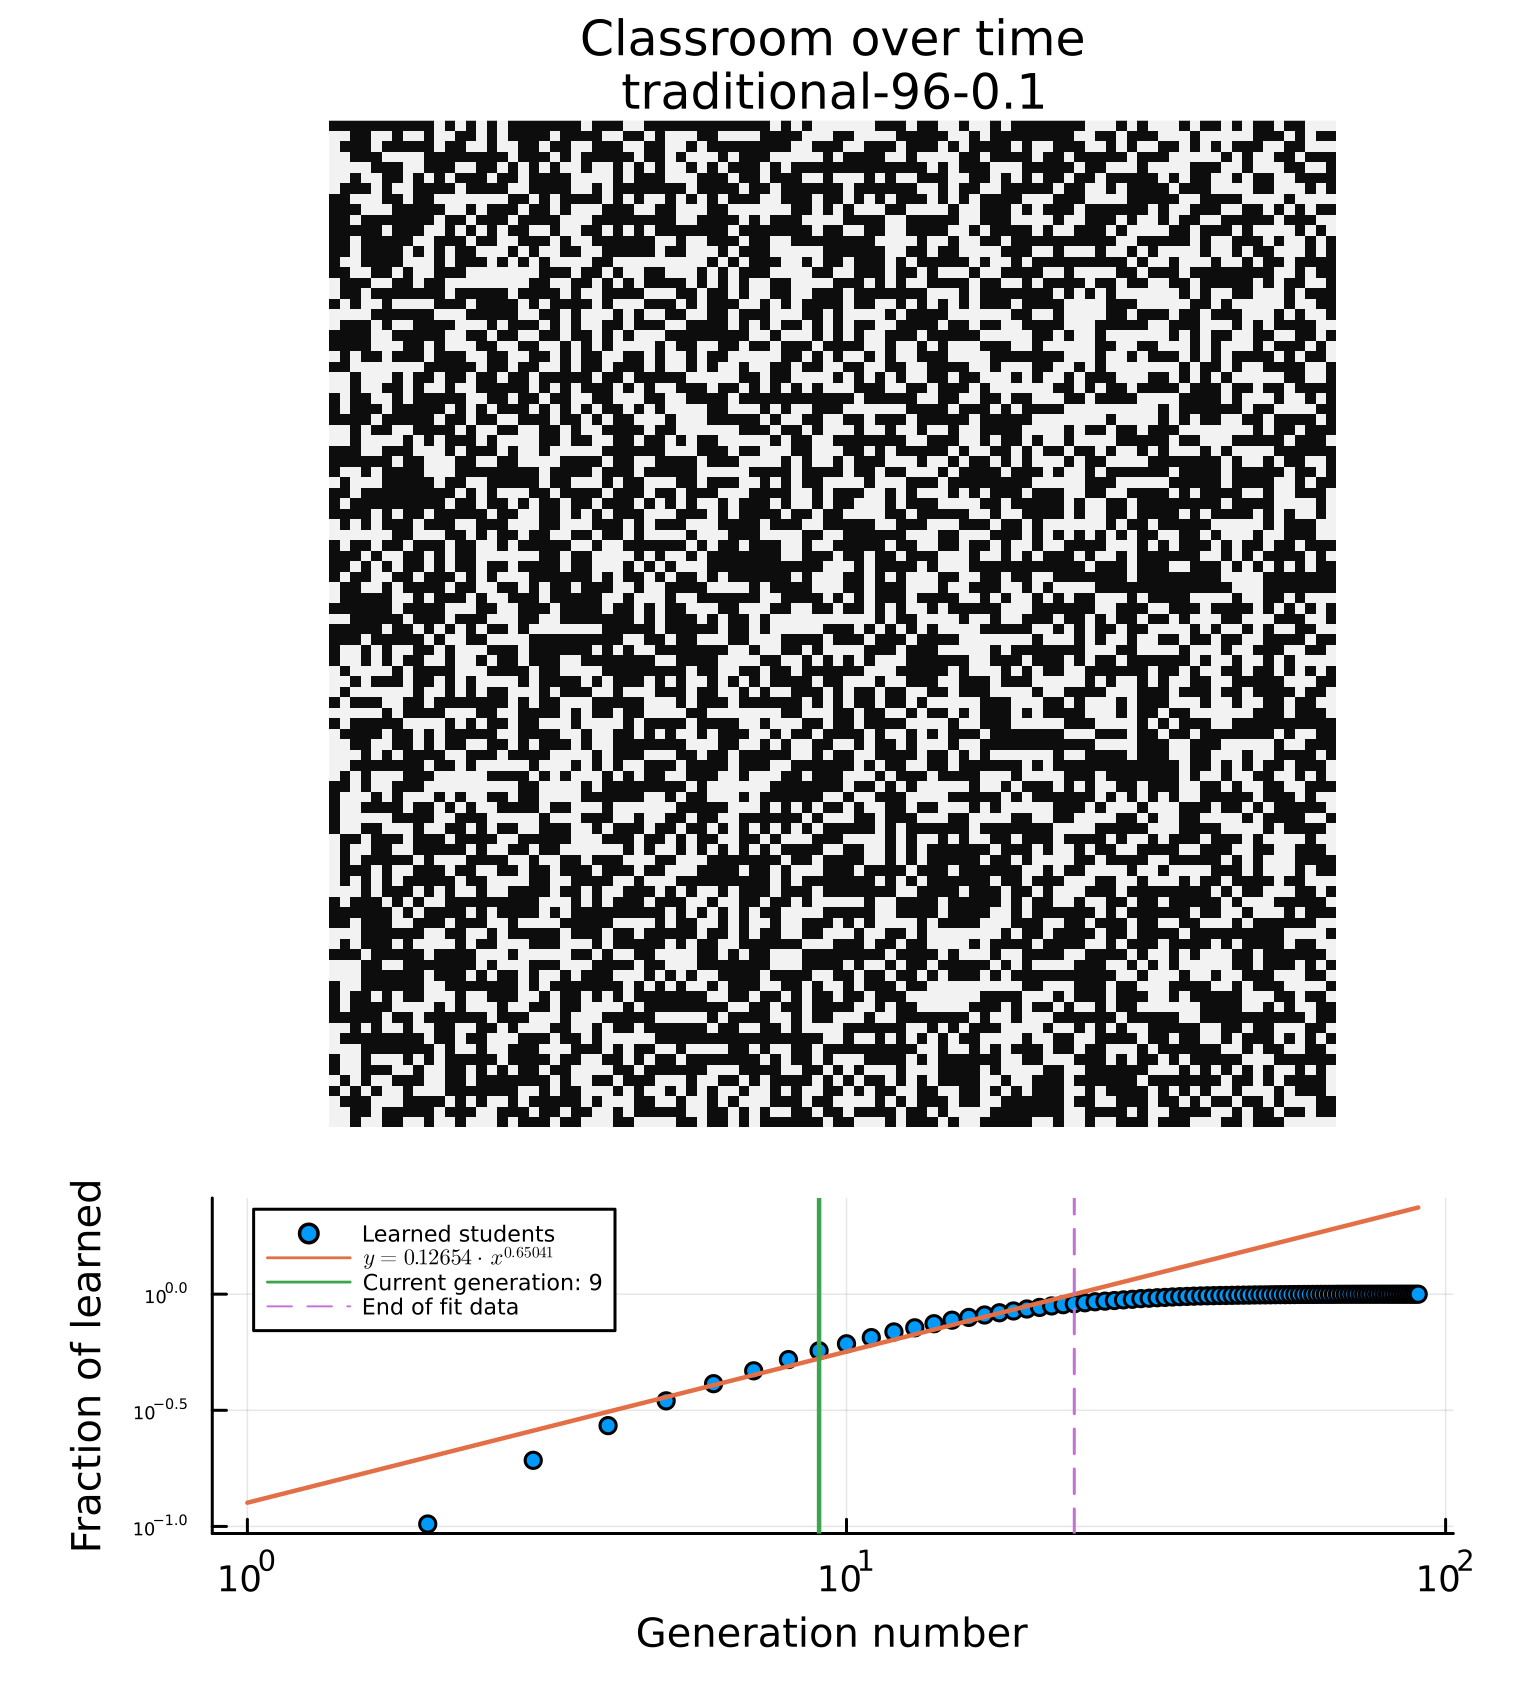 Classroom over time
traditional-96-0.1
Fraction of learned
Learned students
y = 0.12654 · x^0.65041
Current generation: 9
End of fit data
10^0.0
10^−0.5
10^−1.0
10^0 10^1 10^2
Generation number